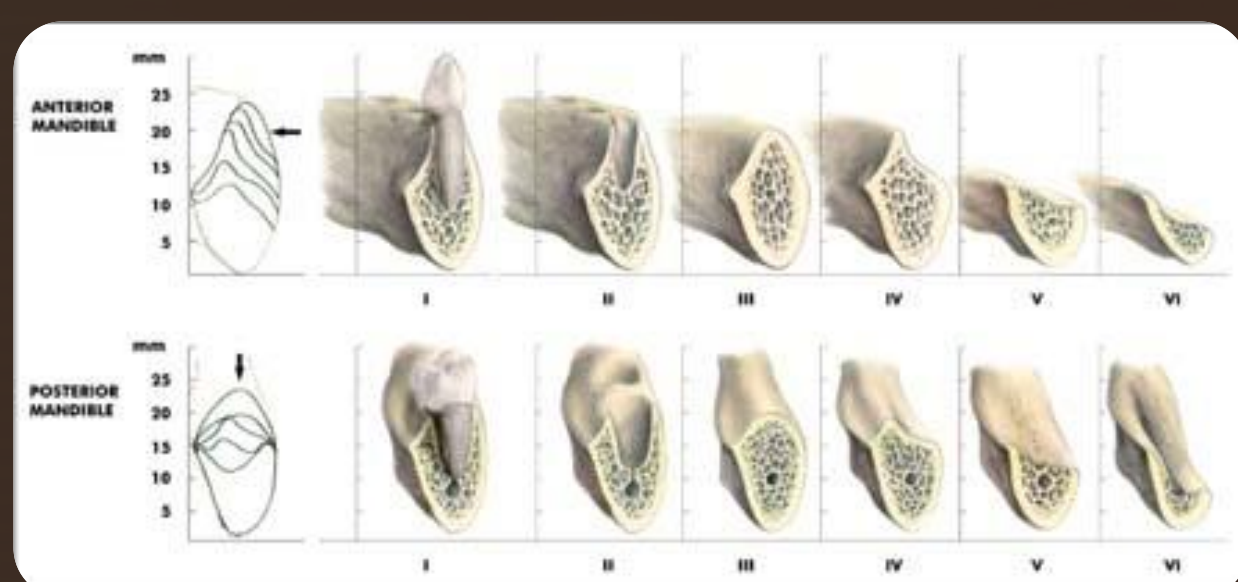 mm
25
ANTERIOR
MANDIBLE
20
15
10
5
I II III IV V VI
mm
25
POSTERIOR
MANDIBLE
20
15
10
5
I II III IV V VI